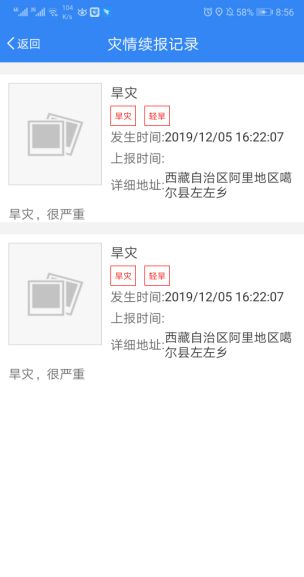 104
K/s
58%
8:56
返回
灾情续报记录
旱灾
旱灾 轻旱
发生时间:2019/12/05 16:22:07
上报时间:
详细地址:西藏自治区阿里地区噶
尔县左左乡
旱灾，很严重
旱灾
旱灾 轻旱
发生时间:2019/12/05 16:22:07
上报时间:
详细地址:西藏自治区阿里地区噶
尔县左左乡
旱灾，很严重